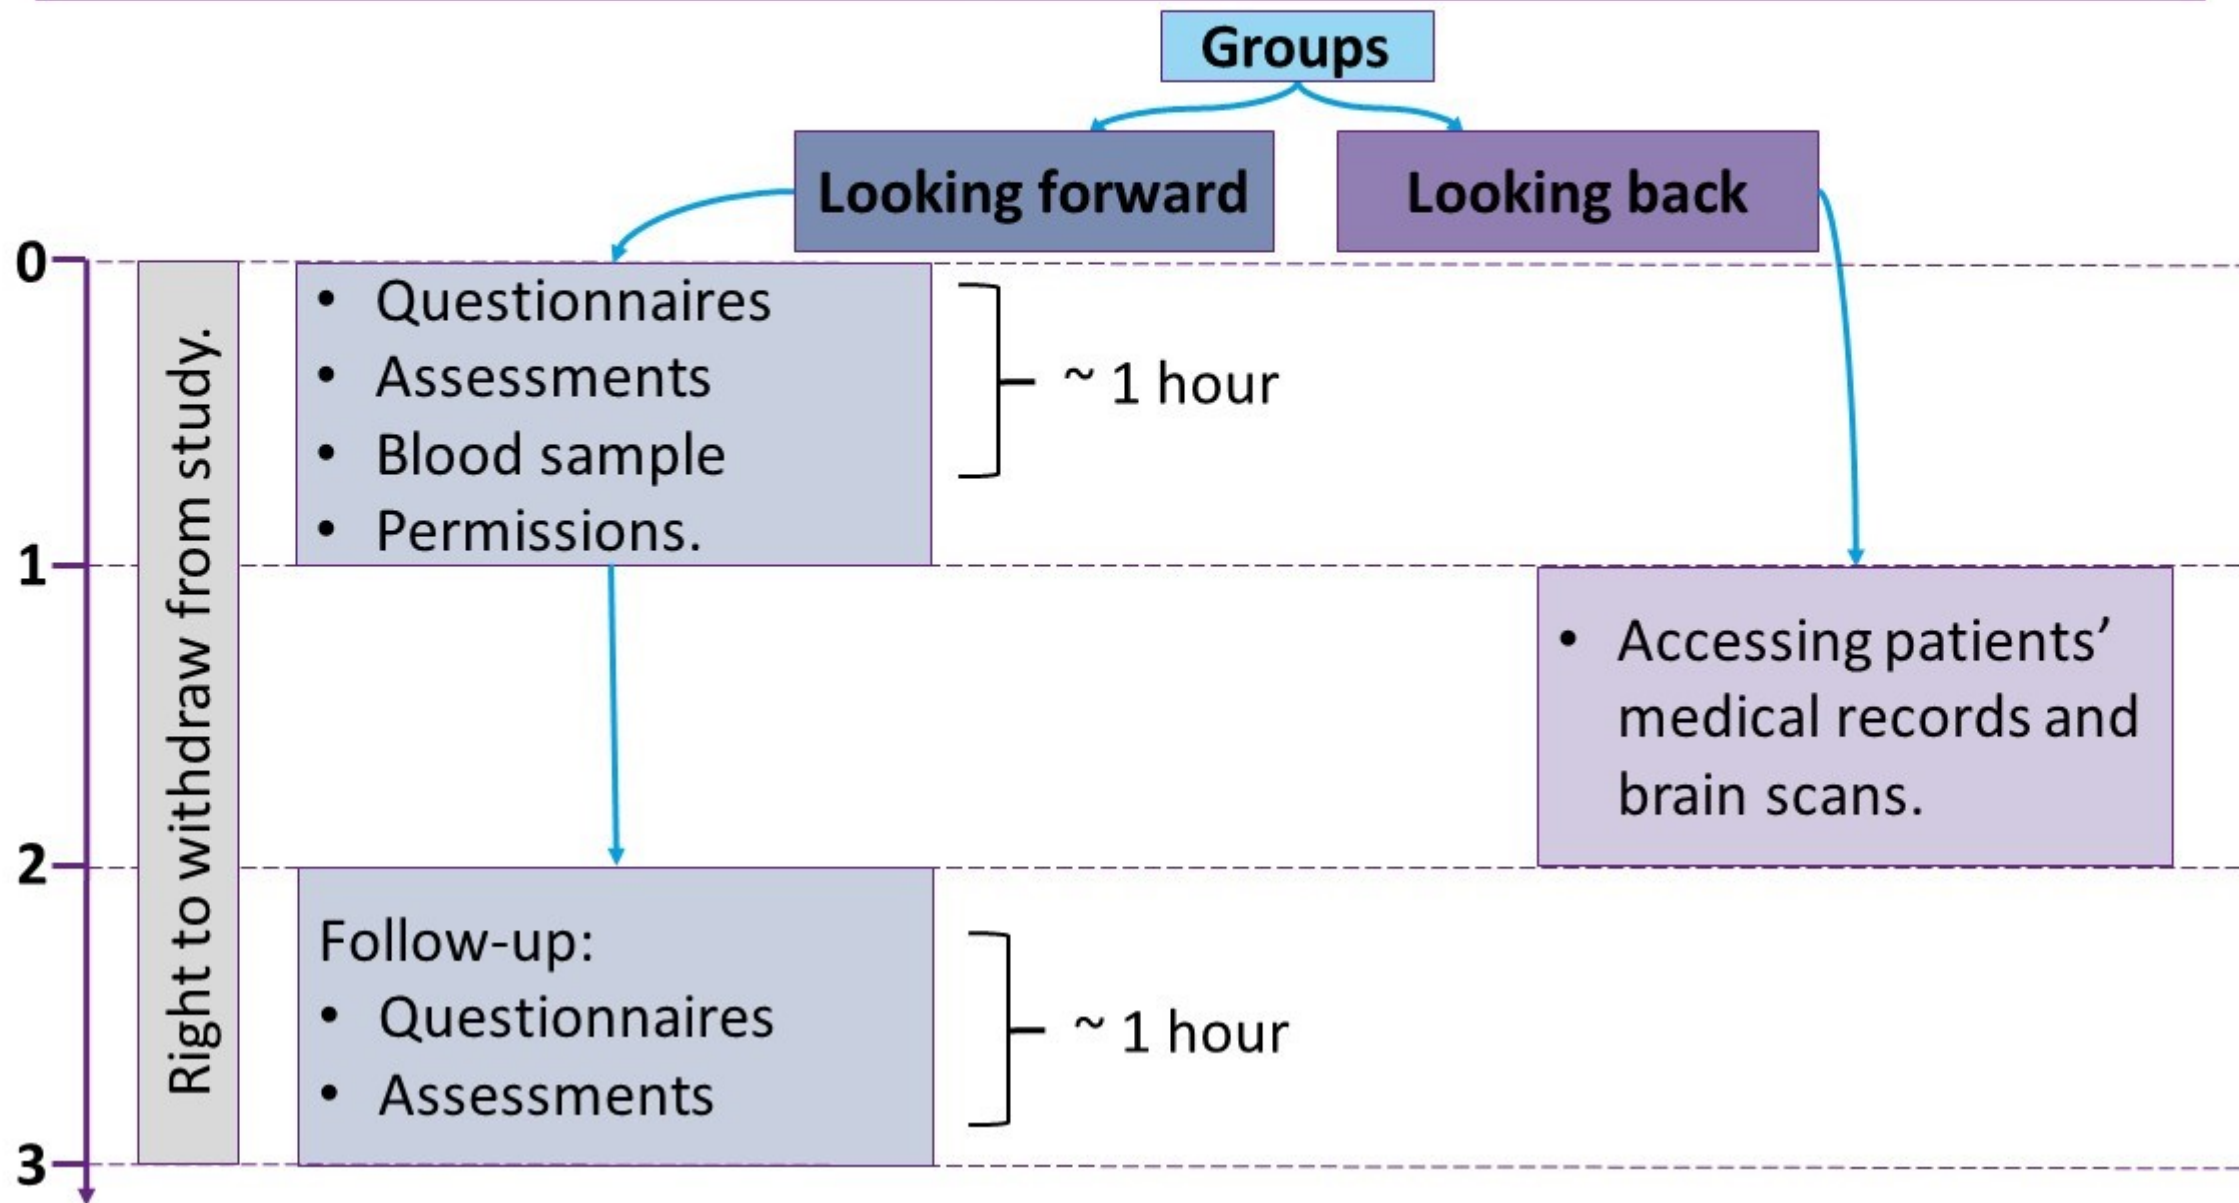 Groups
Looking forward
Looking back
0
Right to withdraw from study.
• Questionnaires
• Assessments
• Blood sample
• Permissions.
~ 1 hour
1
• Accessing patients’
medical records and
brain scans.
2
Follow-up:
• Questionnaires
• Assessments
~ 1 hour
3